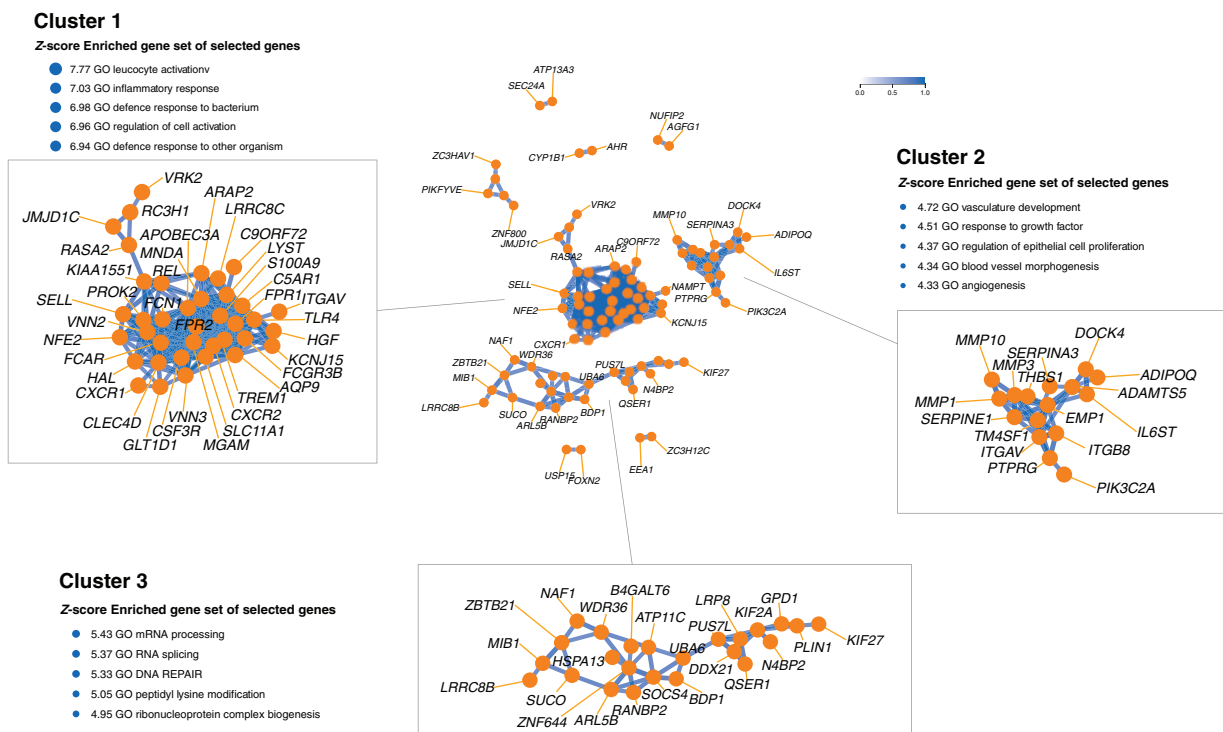 Cluster 1
Z-score Enriched gene set of selected genes
7.77 GO leucocyte activationv
7.03 GO inflammatory response
6.98 GO defence response to bacterium
6.96 GO regulation of cell activation
6.94 GO defence response to other organism
VRK2
ARAP2
JMJD1C
RC3H1
LRRC8C
APOBEC3A
C9ORF72
RASA2
MNDA
LYST
KIAA1551
REL
S100A9
PROK2
C5AR1
SELL
FCN1
FPR1
ITGAV
VNN2
FPR2
TLR4
NFE2
HGF
FCAR
KCNJ15
HAL
FCGR3B
CXCR1
AQP9
TREM1
CLEC4D
VNN3
CXCR2
CSF3R
SLC11A1
GLT1D1
MGAM
ATP13A3
SEC24A
0.0
0.5
1.0
NUFIP2
AGFG1
CYP1B1
AHR
ZC3HAV1
PIKFYVE
ZNF800
VRK2
JMJD1C
RASA2
C9ORF72
ARAP2
SELL
NFE2
CXCR1
NAMPT
KCNJ15
MMP10
DOCK4
SERPINA3
ADIPOQ
IL6ST
PTPRG
PIK3C2A
NAF1
WDR36
ZBTB21
MIB1
LRRC8B
SUCO
ARL5B
RANBP2
BDP1
UBA6
PUS7L
N4BP2
QSER1
KIF27
USP15
FOXN2
EEA1
ZC3H12C
Cluster 2
Z-score Enriched gene set of selected genes
4.72 GO vasculature development
4.51 GO response to growth factor
4.37 GO regulation of epithelial cell proliferation
4.34 GO blood vessel morphogenesis
4.33 GO angiogenesis
DOCK4
MMP10
SERPINA3
MMP3
THBS1
ADIPOQ
MMP1
ADAMTS5
SERPINE1
EMP1
IL6ST
TM4SF1
ITGAV
ITGB8
PTPRG
PIK3C2A
Cluster 3
Z-score Enriched gene set of selected genes
5.43 GO mRNA processing
5.37 GO RNA splicing
5.33 GO DNA REPAIR
5.05 GO peptidyl lysine modification
4.95 GO ribonucleoprotein complex biogenesis
NAF1
B4GALT6
ZBTB21
WDR36
ATP11C
LRP8
GPD1
KIF2A
PUS7L
MIB1
UBA6
KIF27
HSPA13
PLIN1
LRRC8B
DDX21
N4BP2
SUCO
SOCS4
BDP1
QSER1
RANBP2
ZNF644
ARL5B